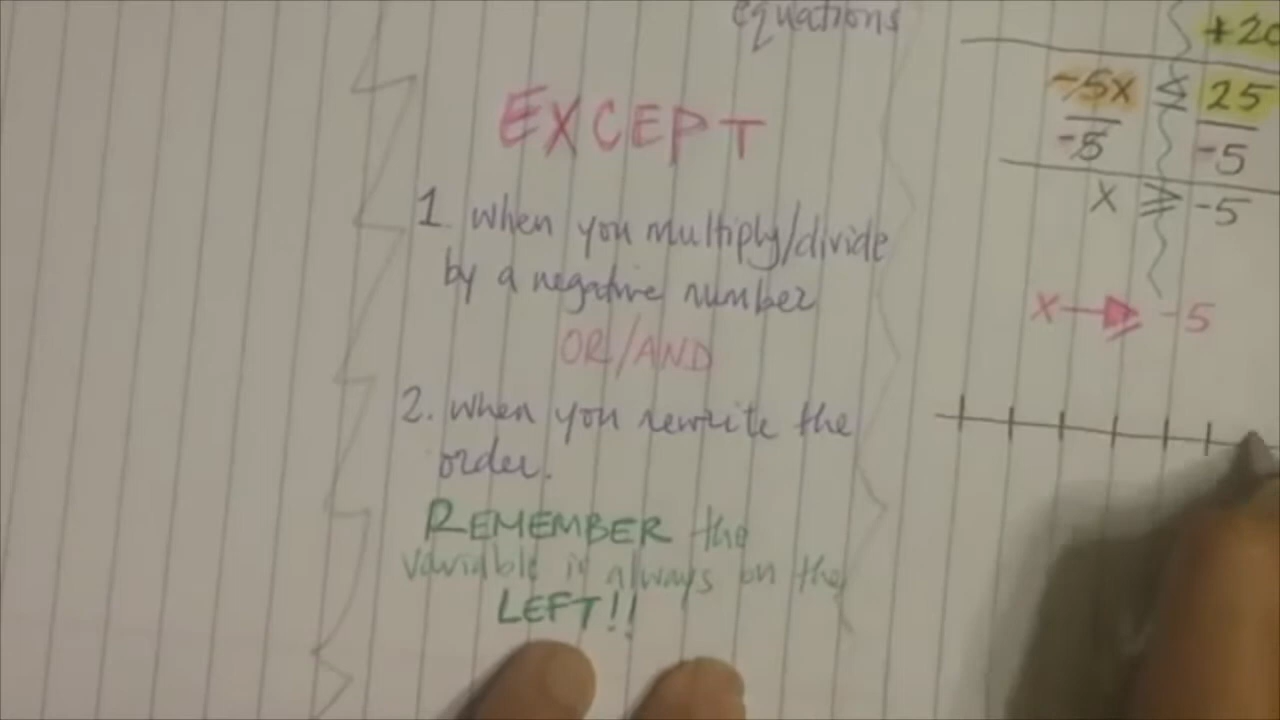 equations
EXCEPT
1. when you multiply/divide
by a negative number
OR/AND
2. when you rewrite the
order.
REMEMBER the
variable is always on the
LEFT!!
+20
-5x ≤ 25
-5 -5
x ≥ -5
x → ≥ -5